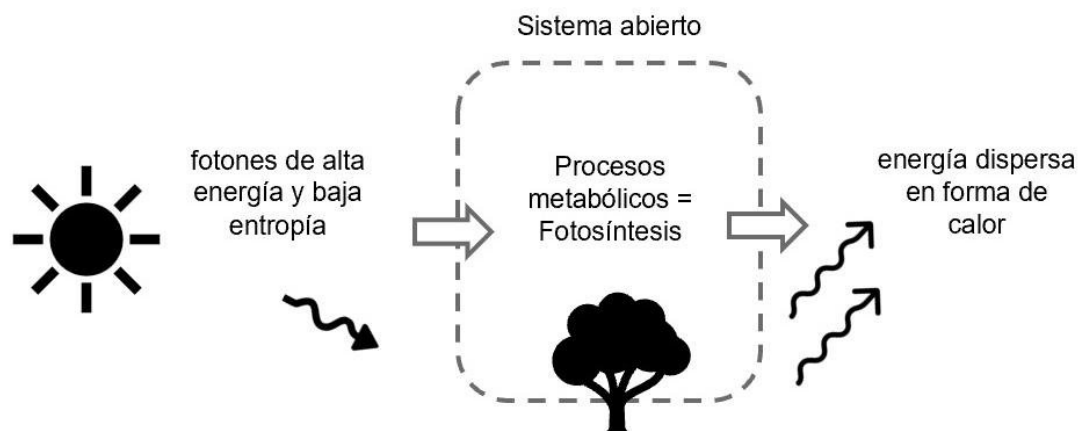 Sistema abierto
fotones de alta
energía y baja
entropía
Procesos
metabólicos =
Fotosíntesis
energía dispersa
en forma de
calor